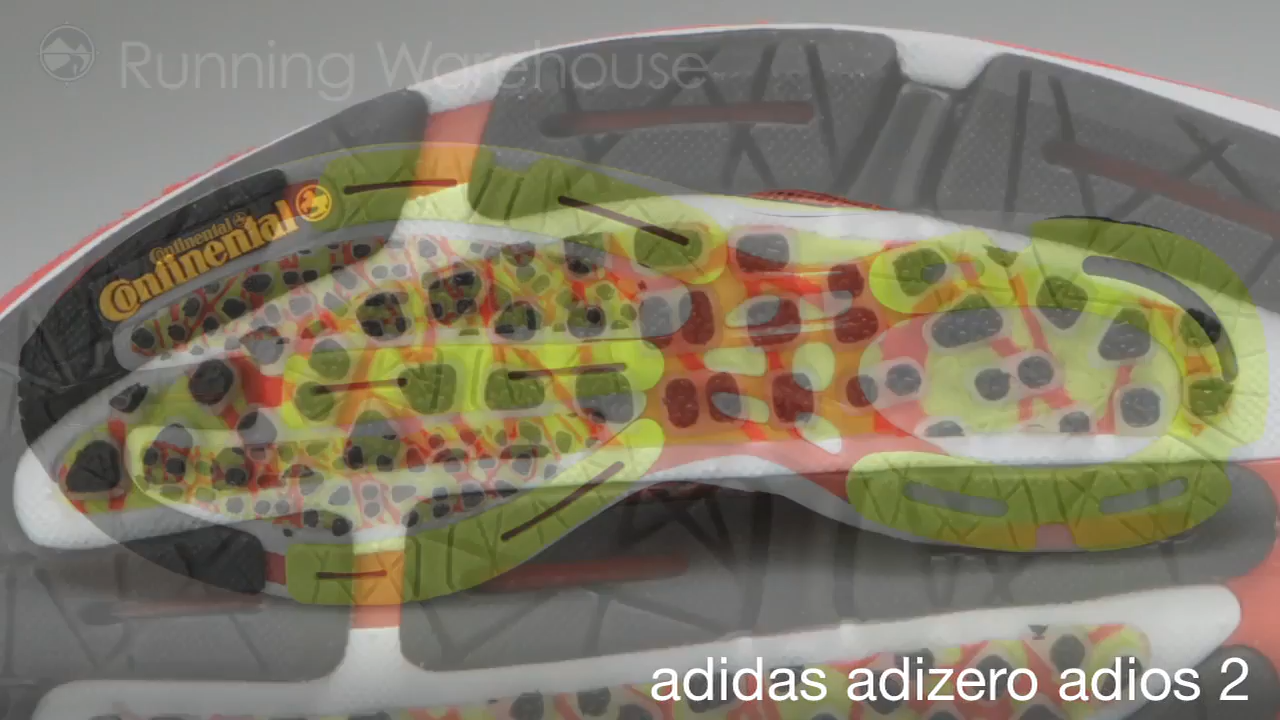 Running Warehouse
Continental
Continental
adidas adizero adios 2